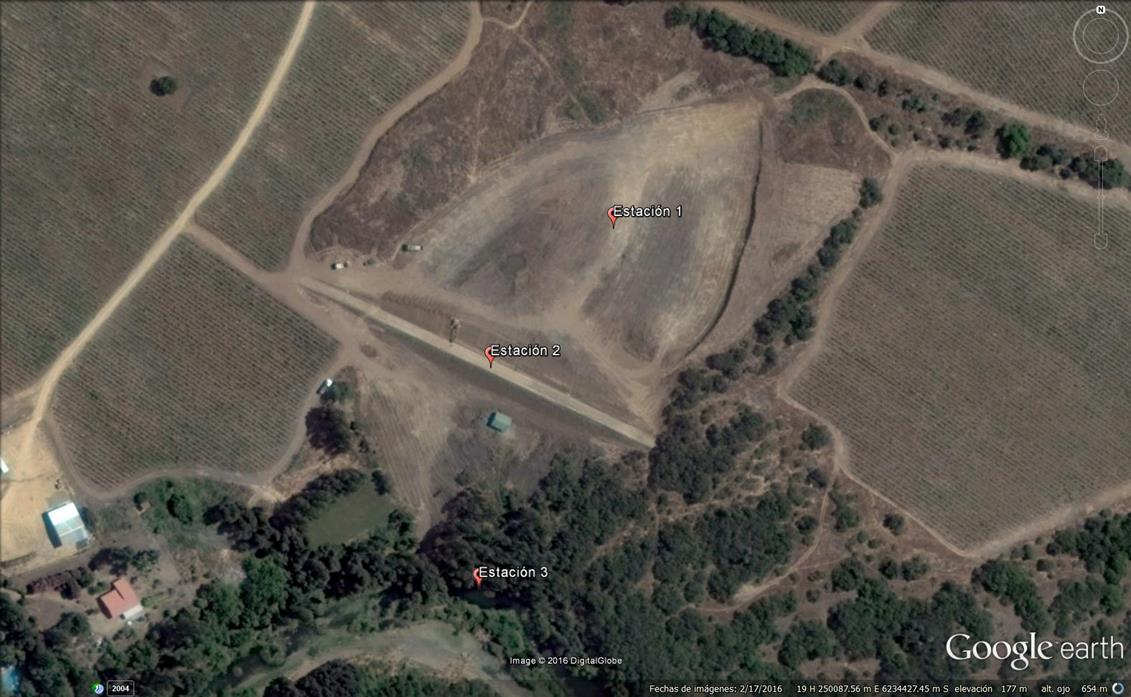 N
Estación 1
Estación 2
Estación 3
Image © 2016 DigitalGlobe
Google earth
2004
Fechas de imágenes: 2/17/2016 19 H 250087.56 m E 6234427.45 m S elevación 177 m alt. ojo 654 m